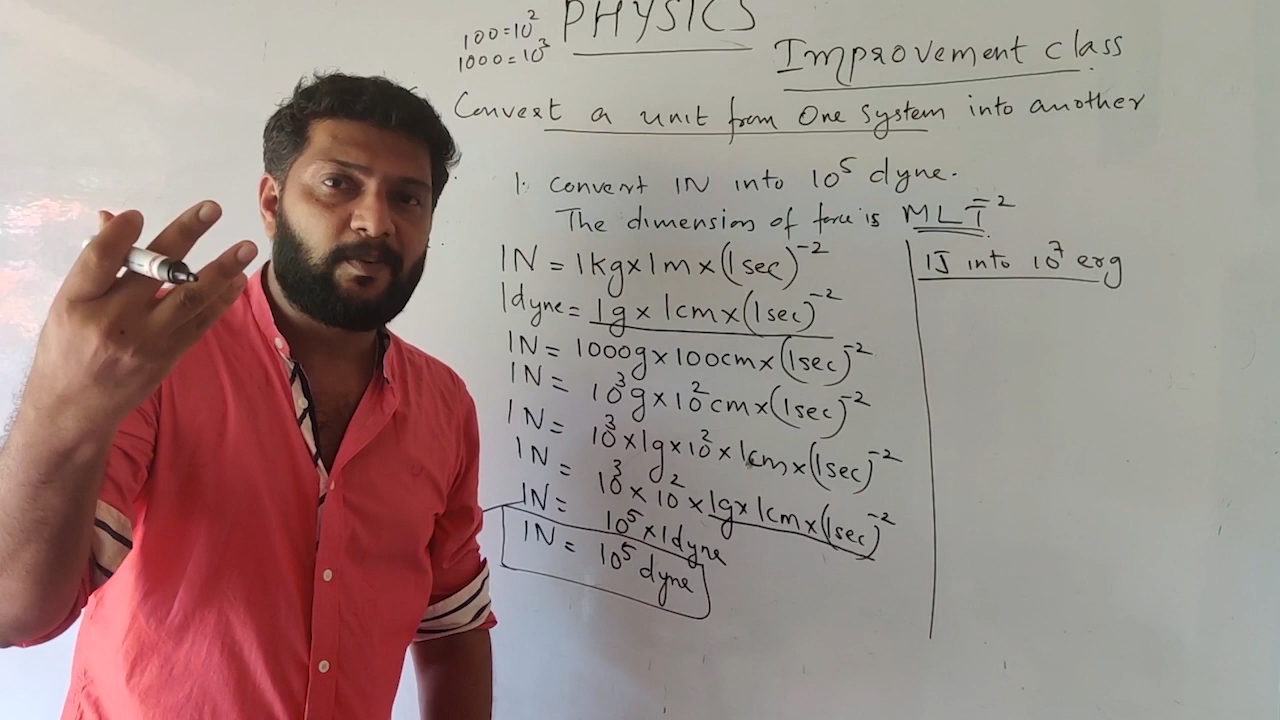 100=10²
1000=10³
PHYSICS
Improvement class
Convert a unit from One System into another
1. Convert 1N into 10⁵ dyne.
The dimension of force is MLT⁻²
1N = 1kg×1m×(1sec)⁻²
1dyne = 1g×1cm×(1sec)⁻²
1N = 1000g×100cm×(1sec)⁻²
1N = 10³g×10²cm×(1sec)⁻²
1N = 10³×1g×10²×1cm×(1sec)⁻²
1N = 10³×10²×1g×1cm×(1sec)⁻²
1N = 10⁵×1dyne
1N = 10⁵ dyne
1J into 10⁷ erg